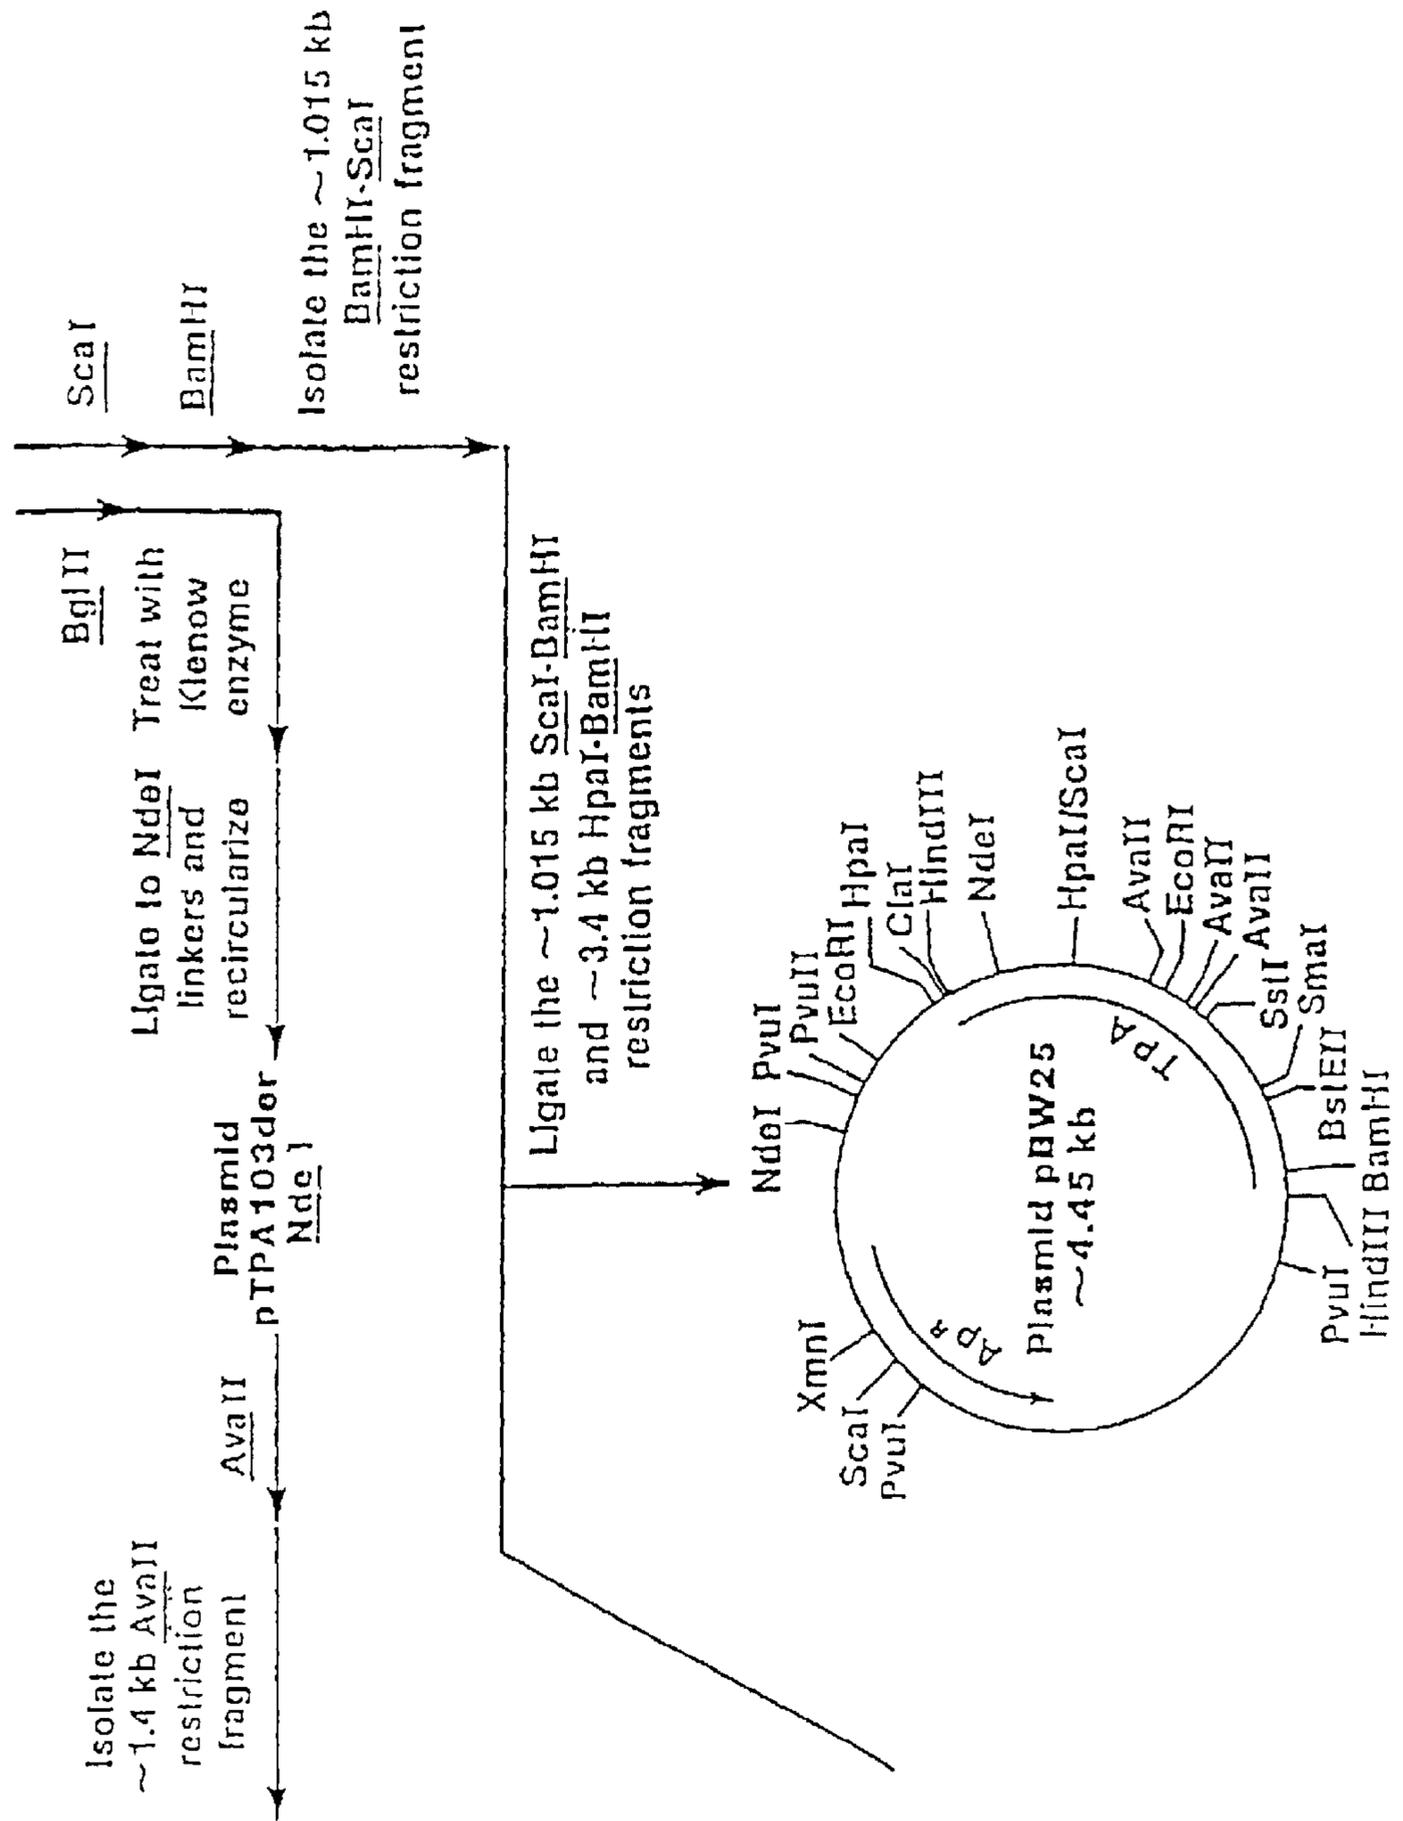 ScaI
BamHI
Isolate the ~1.015 kb
BamHI-ScaI
restriction fragment
BglII
Treat with
Klenow
enzyme
Ligate to NdeI
linkers and
recircularize
Plasmid
pTPA103der
NdeI
AvaII
Isolate the
~1.4 kb AvaII
restriction
fragment
Ligate the ~1.015 kb ScaI-BamHI
and ~3.4 kb HpaI-BamHI
restriction fragments
NdeI
PvuI
PvuII
EcoRI
HpaI
ClaI
HindIII
NdeI
HpaI/ScaI
AvaII
EcoRI
AvaII
AvaII
SstI
SmaI
BstEII
BamHI
HindIII
PvuI
PvuI
ScaI
XmnI
TPA
ApR
Plasmid pBW25
~4.45 kb